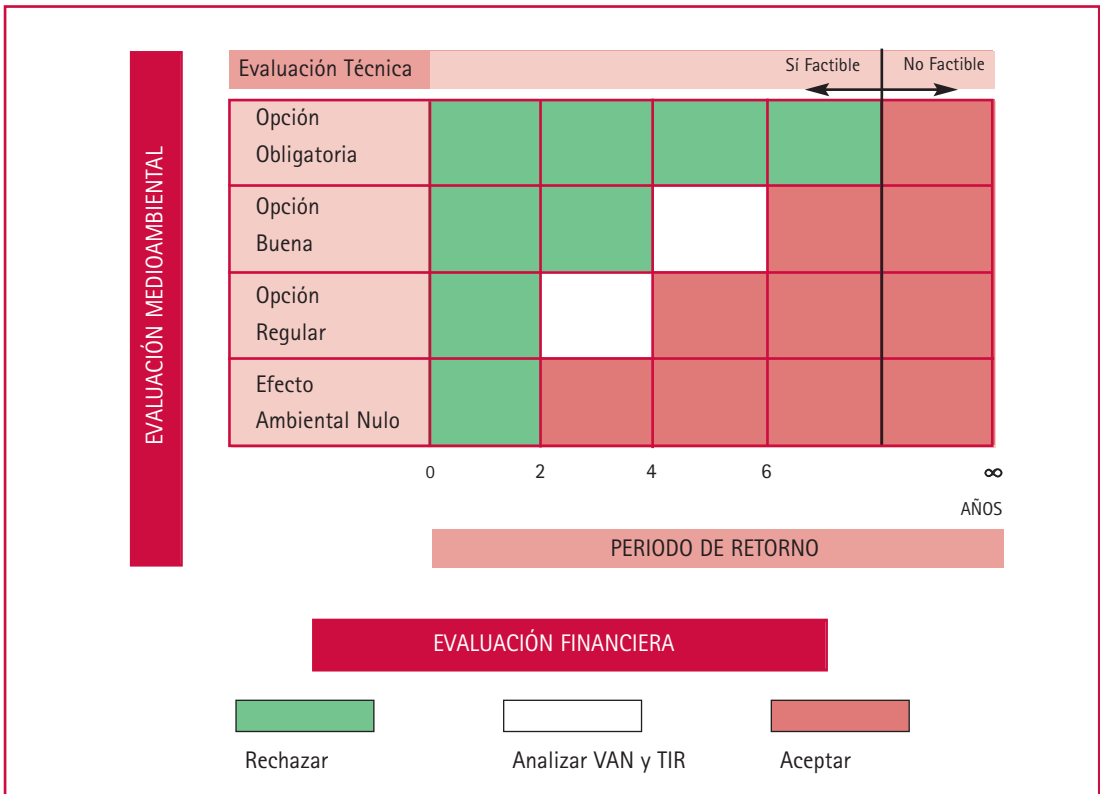 EVALUACIÓN MEDIOAMBIENTAL
Evaluación Técnica
Sí Factible
No Factible
Opción
Obligatoria
Opción
Buena
Opción
Regular
Efecto
Ambiental Nulo
0 2 4 6 ∞
AÑOS
PERIODO DE RETORNO
EVALUACIÓN FINANCIERA
Rechazar
Analizar VAN y TIR
Aceptar